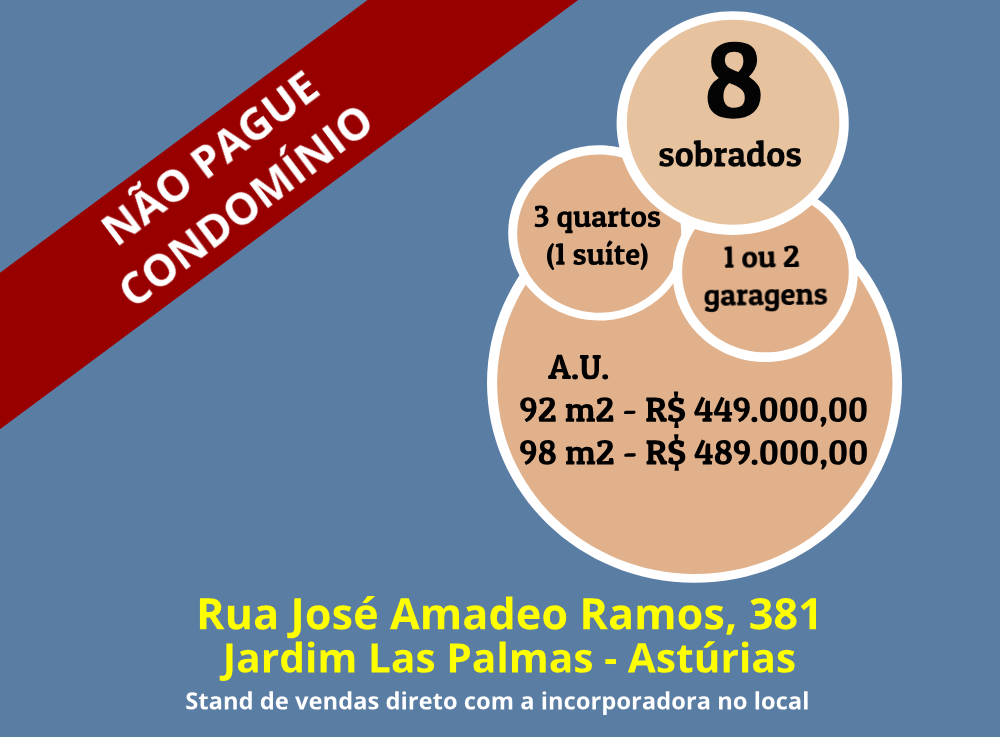 NÃO PAGUE
CONDOMÍNIO
8
sobrados
3 quartos
(1 suíte)
1 ou 2
garagens
A.U.
92 m2 - R$ 449.000,00
98 m2 - R$ 489.000,00
Rua José Amadeo Ramos, 381
Jardim Las Palmas - Astúrias
Stand de vendas direto com a incorporadora no local